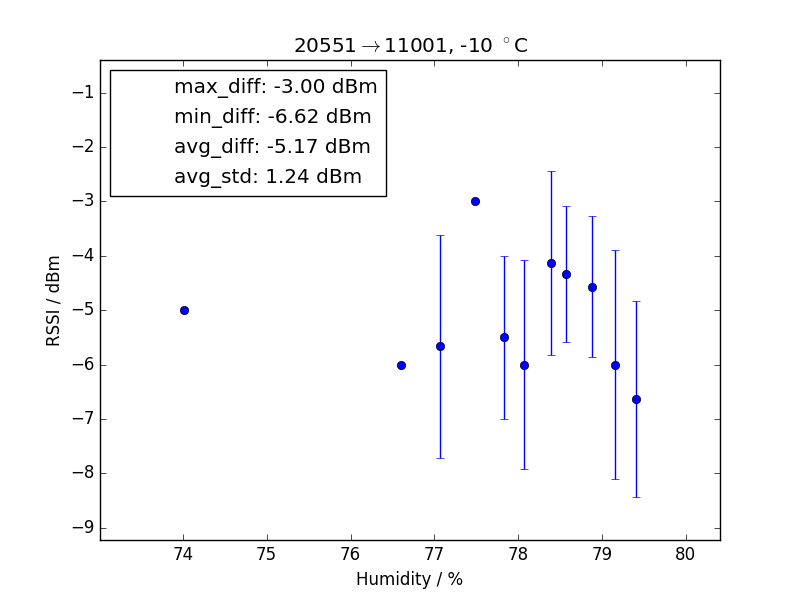 20551→11001, -10 °C
max_diff: -3.00 dBm
min_diff: -6.62 dBm
avg_diff: -5.17 dBm
avg_std: 1.24 dBm
RSSI / dBm
−1
−2
−3
−4
−5
−6
−7
−8
−9
74 75 76 77 78 79 80
Humidity / %